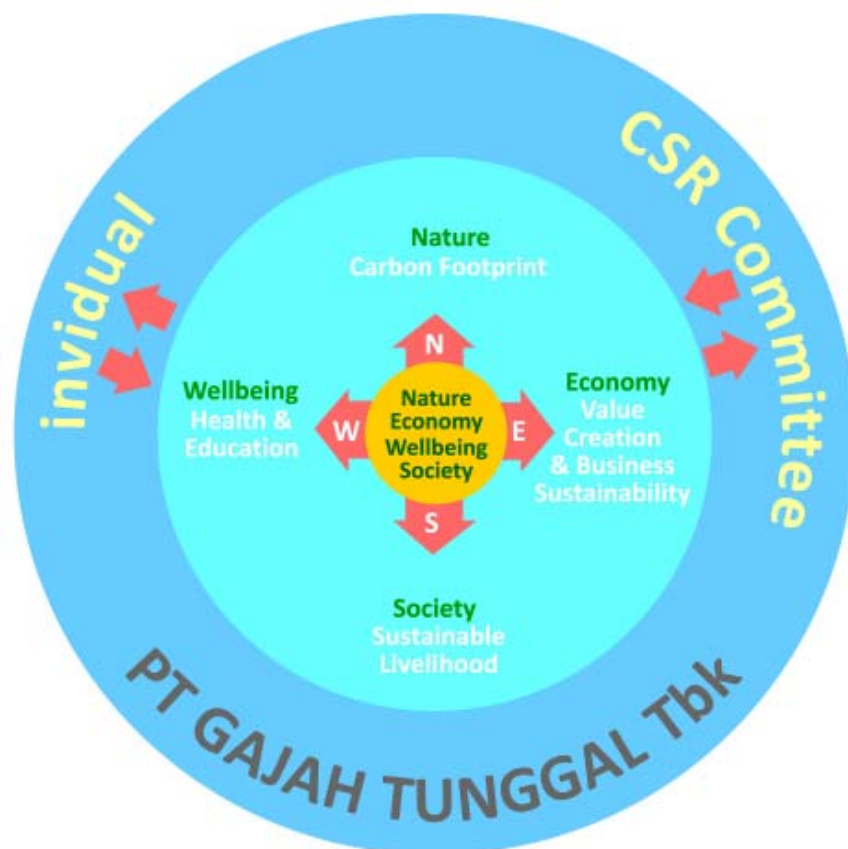 CSR Committee
invidual
Nature
Carbon Footprint
N
Wellbeing
Health &
Education
W
Nature
Economy
Wellbeing
Society
E
Economy
Value
Creation
& Business
Sustainability
S
Society
Sustainable
Livelihood
PT GAJAH TUNGGAL Tbk